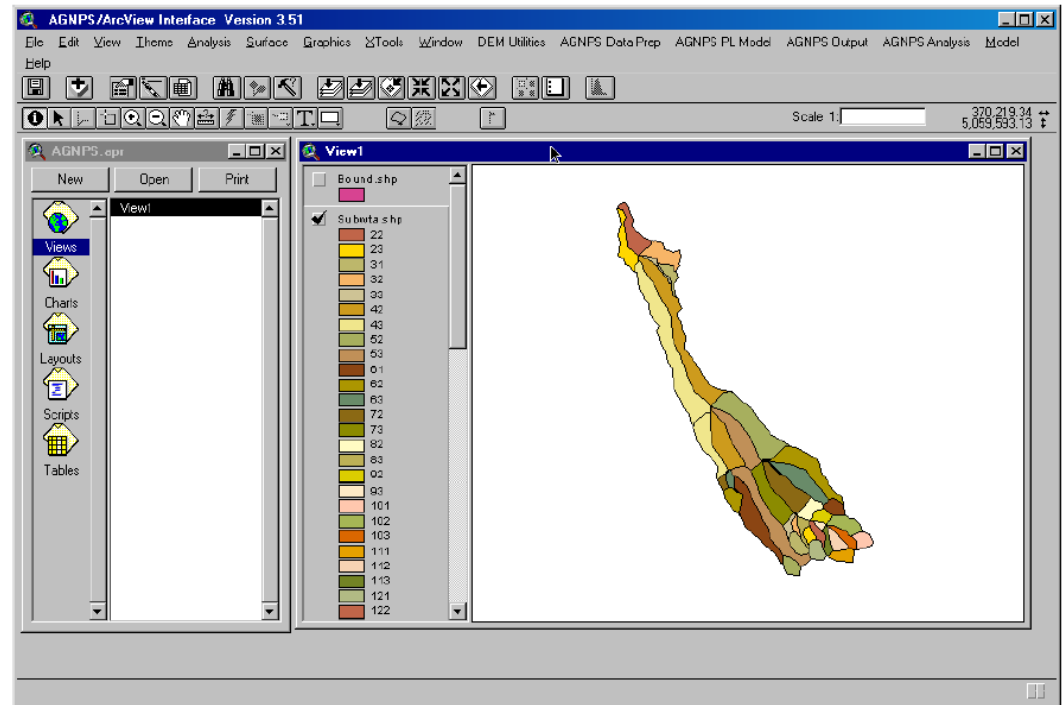 AGNPS/ArcView Interface Version 3.51
File Edit View Theme Analysis Surface Graphics XTools Window DEM Utilities AGNPS Data Prep AGNPS PL Model AGNPS Output AGNPS Analysis Model
Help
Scale 1:
370,219.34
5,059,593.13
AGNPS.apr
New Open Print
Views
Charts
Layouts
Scripts
Tables
View1
View1
Bound.shp
Subwta.shp
22
23
31
32
33
42
43
52
53
61
62
63
72
73
82
83
92
93
101
102
103
111
112
113
121
122